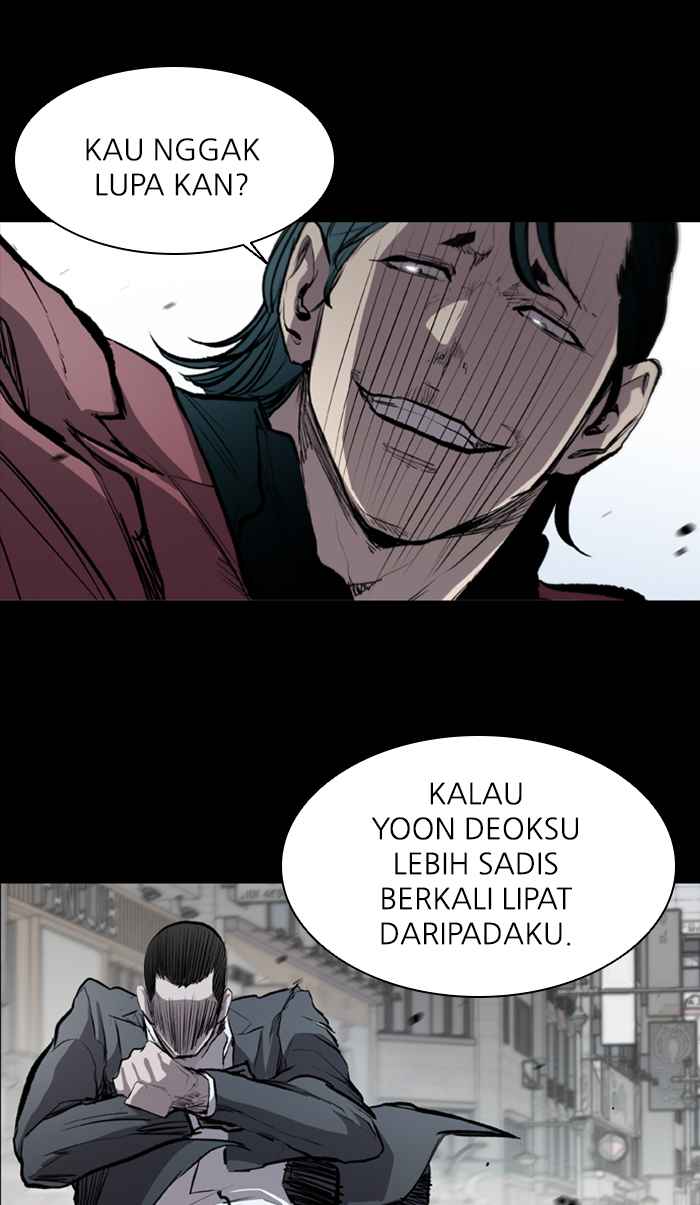 KAU NGGAK
LUPA KAN?
KALAU
YOON DEOKSU
LEBIH SADIS
BERKALI LIPAT
DARIPADAKU.